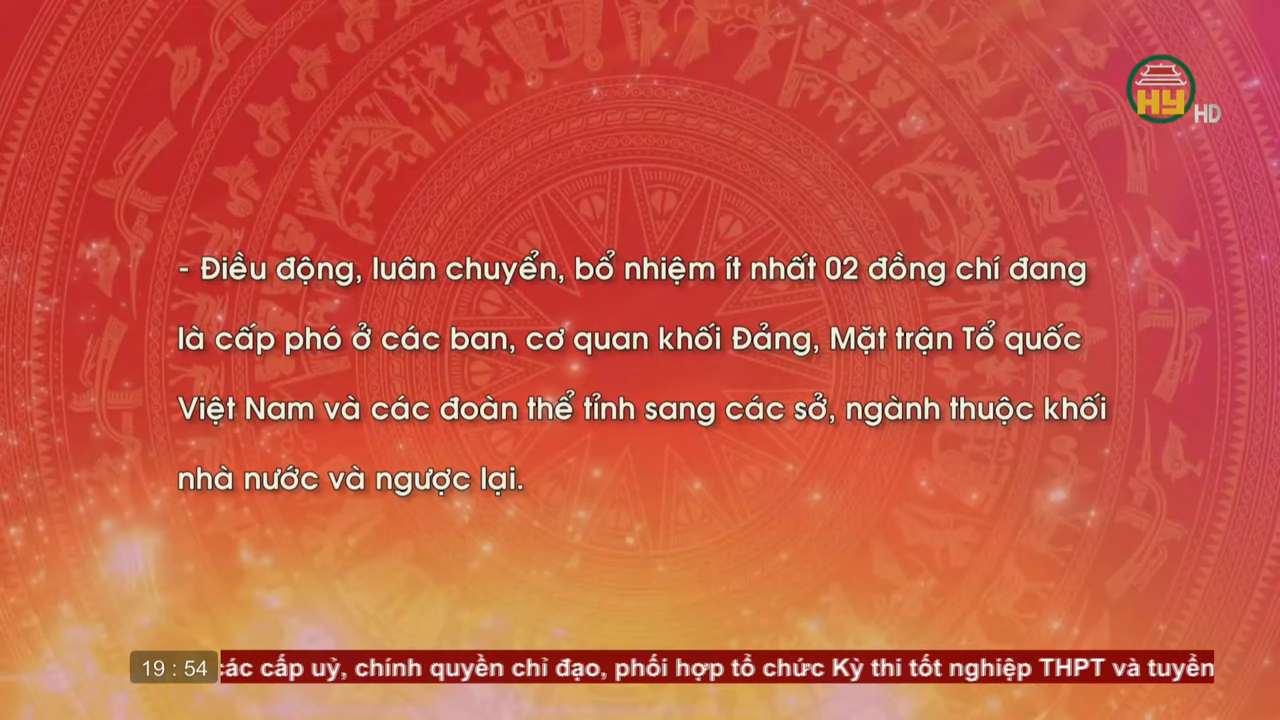 HY HD
- Điều động, luân chuyển, bổ nhiệm ít nhất 02 đồng chí đang
là cấp phó ở các ban, cơ quan khối Đảng, Mặt trận Tổ quốc
Việt Nam và các đoàn thể tỉnh sang các sở, ngành thuộc khối
nhà nước và ngược lại.
19 : 54 các cấp uỷ, chính quyền chỉ đạo, phối hợp tổ chức Kỳ thi tốt nghiệp THPT và tuyển